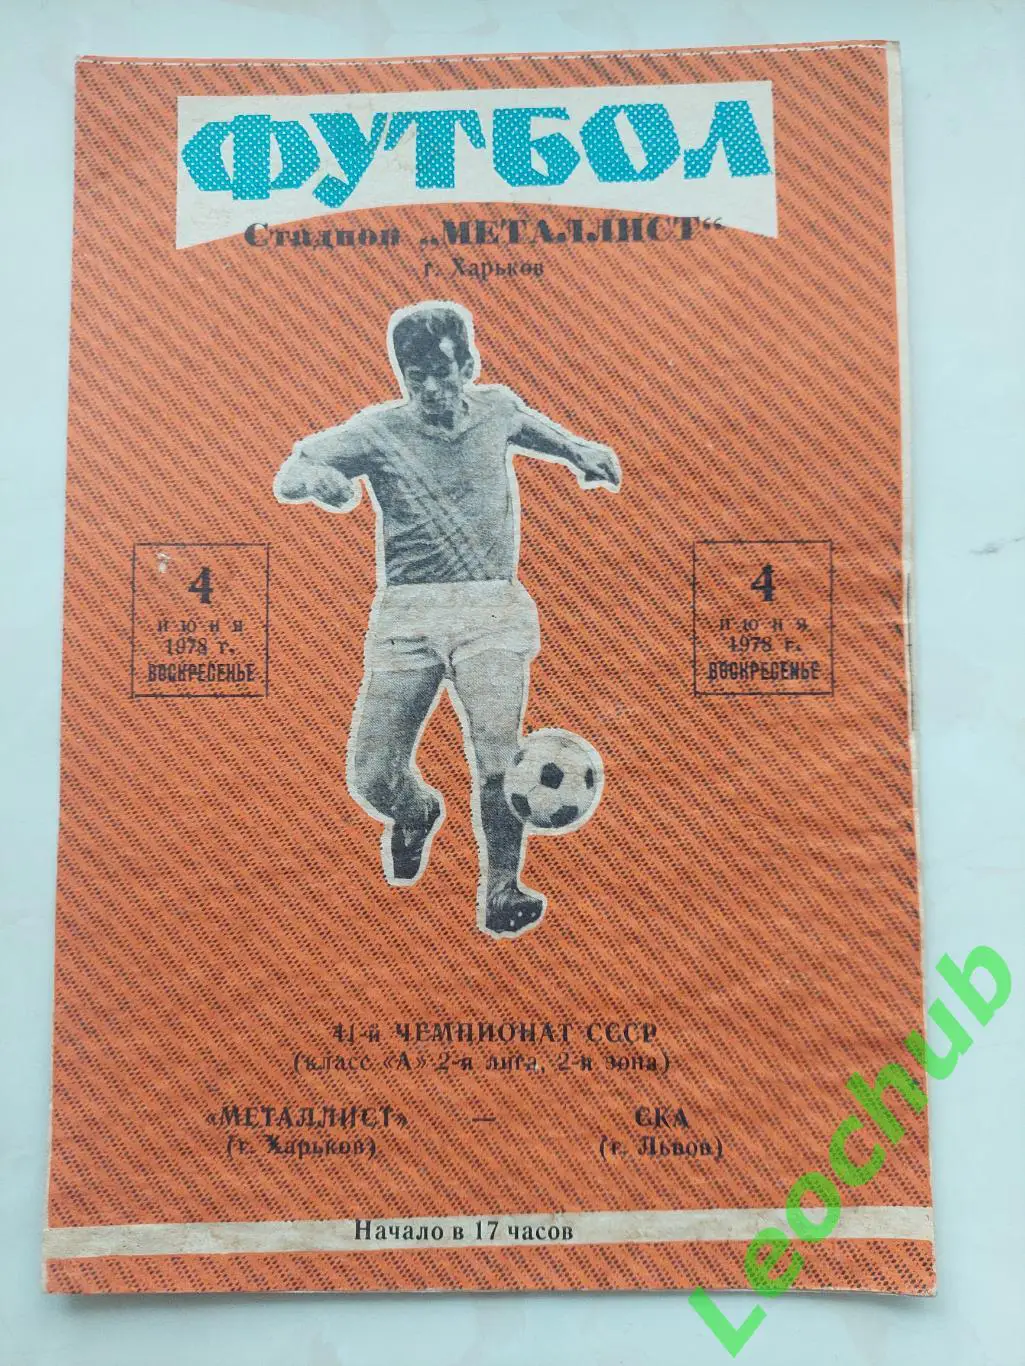 ФУТБОЛ
Стадион „МЕТАЛЛИСТ“
г. Харьков
4
июня
1978 г.
ВОСКРЕСЕНЬЕ
4
июня
1978 г.
ВОСКРЕСЕНЬЕ
41-й ЧЕМПИОНАТ СССР
(класс «А» 2-я лига, 2-я зона)
«МЕТАЛЛИСТ» — СКА
(г. Харьков) (г. Львов)
Начало в 17 часов
Leochub